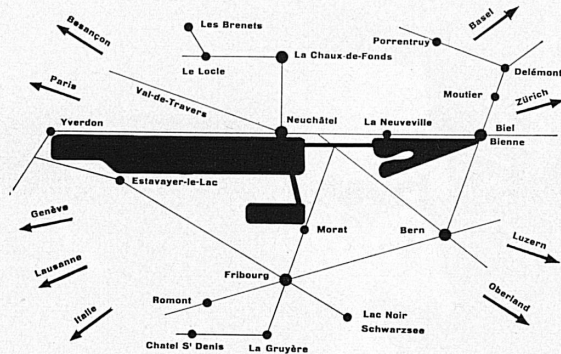 Besançon
Les Brenets
Basel
Porrentruy
La Chaux-de-Fonds
Le Locle
Delémont
Paris
Moutier
Zürich
Val-de-Travers
Yverdon
Neuchâtel
La Neuveville
Biel
Bienne
Estavayer-le-Lac
Genève
Morat
Bern
Luzern
Lausanne
Fribourg
Oberland
Romont
Italie
Lac Noir
Schwarzsee
Chatel St Denis
La Gruyère